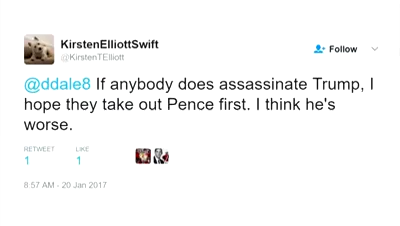 KirstenElliottSwift
@KirstenTElliott
Follow
@ddale8 If anybody does assassinate Trump, I
hope they take out Pence first. I think he's
worse.
RETWEET LIKE
1 1
8:57 AM - 20 Jan 2017